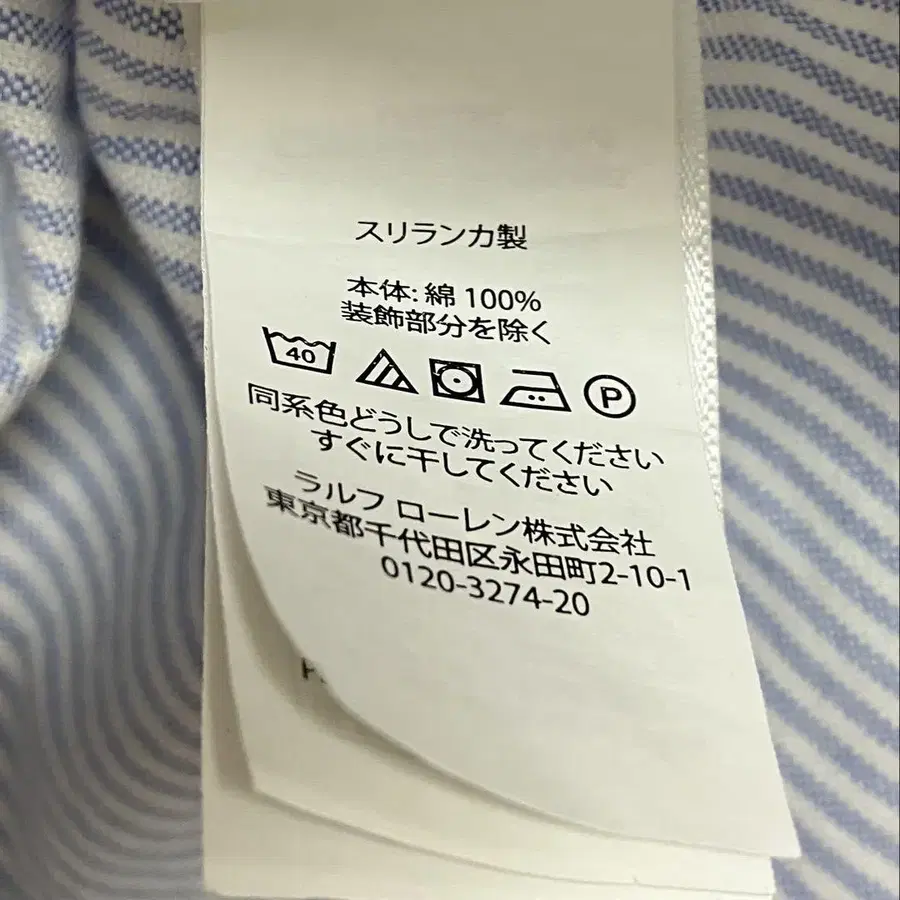 スリランカ製
本体: 綿 100%
装飾部分を除く
40 P
同系色どうしで洗ってください
すぐに干してください
ラルフ ローレン株式会社
東京都千代田区永田町2-10-1
0120-3274-20